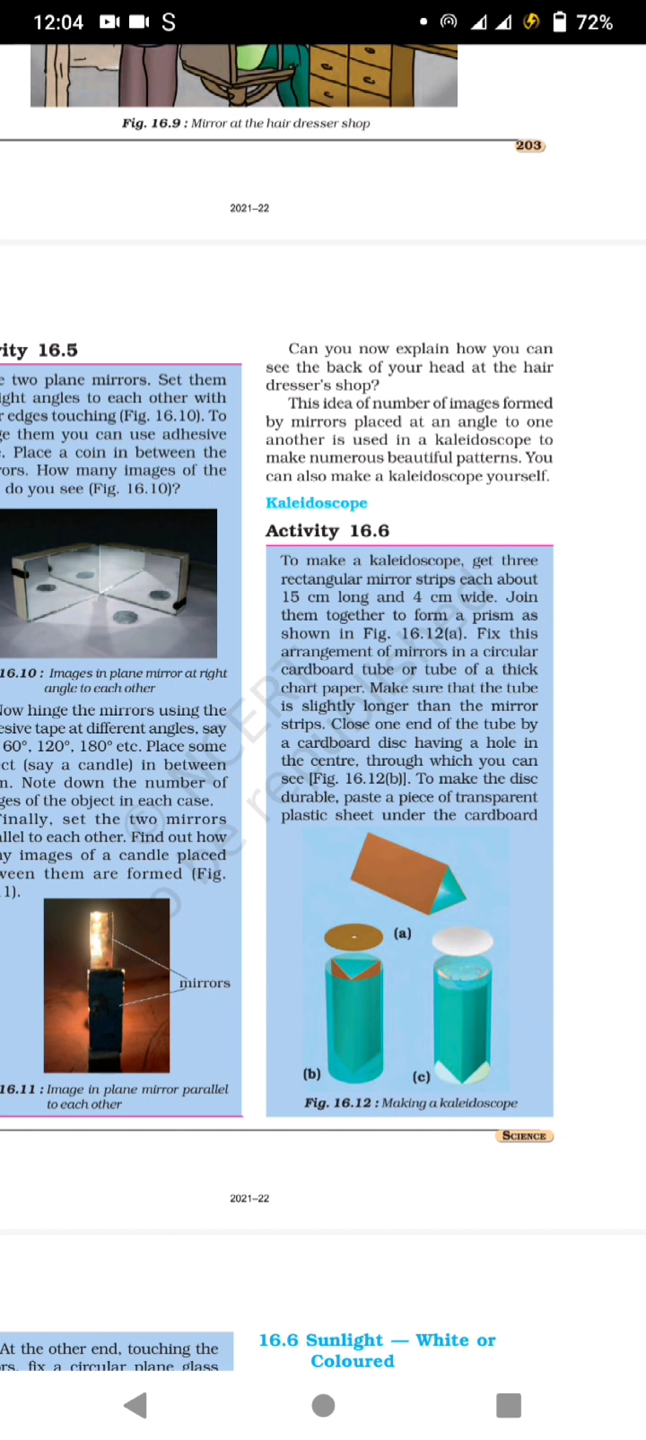 12:04 S 72%
Fig. 16.9 : Mirror at the hair dresser shop
203
2021–22
ity 16.5
two plane mirrors. Set them
ight angles to each other with
edges touching (Fig. 16.10). To
them you can use adhesive
Place a coin in between the
ors. How many images of the
do you see (Fig. 16.10)?
16.10 : Images in plane mirror at right
angle to each other
ow hinge the mirrors using the
esive tape at different angles, say
60°, 120°, 180° etc. Place some
ct (say a candle) in between
Note down the number of
ges of the object in each case.
inally, set the two mirrors
allel to each other. Find out how
y images of a candle placed
ween them are formed (Fig.
1).
mirrors
16.11 : Image in plane mirror parallel
to each other
Can you now explain how you can
see the back of your head at the hair
dresser's shop?
This idea of number of images formed
by mirrors placed at an angle to one
another is used in a kaleidoscope to
make numerous beautiful patterns. You
can also make a kaleidoscope yourself.
Kaleidoscope
Activity 16.6
To make a kaleidoscope, get three
rectangular mirror strips each about
15 cm long and 4 cm wide. Join
them together to form a prism as
shown in Fig. 16.12(a). Fix this
arrangement of mirrors in a circular
cardboard tube or tube of a thick
chart paper. Make sure that the tube
is slightly longer than the mirror
strips. Close one end of the tube by
a cardboard disc having a hole in
the centre, through which you can
see [Fig. 16.12(b)]. To make the disc
durable, paste a piece of transparent
plastic sheet under the cardboard
(a)
(b)
(c)
Fig. 16.12 : Making a kaleidoscope
© NCERT
be republished
SCIENCE
2021–22
At the other end, touching the
rs, fix a circular plane glass
16.6 Sunlight — White or
Coloured